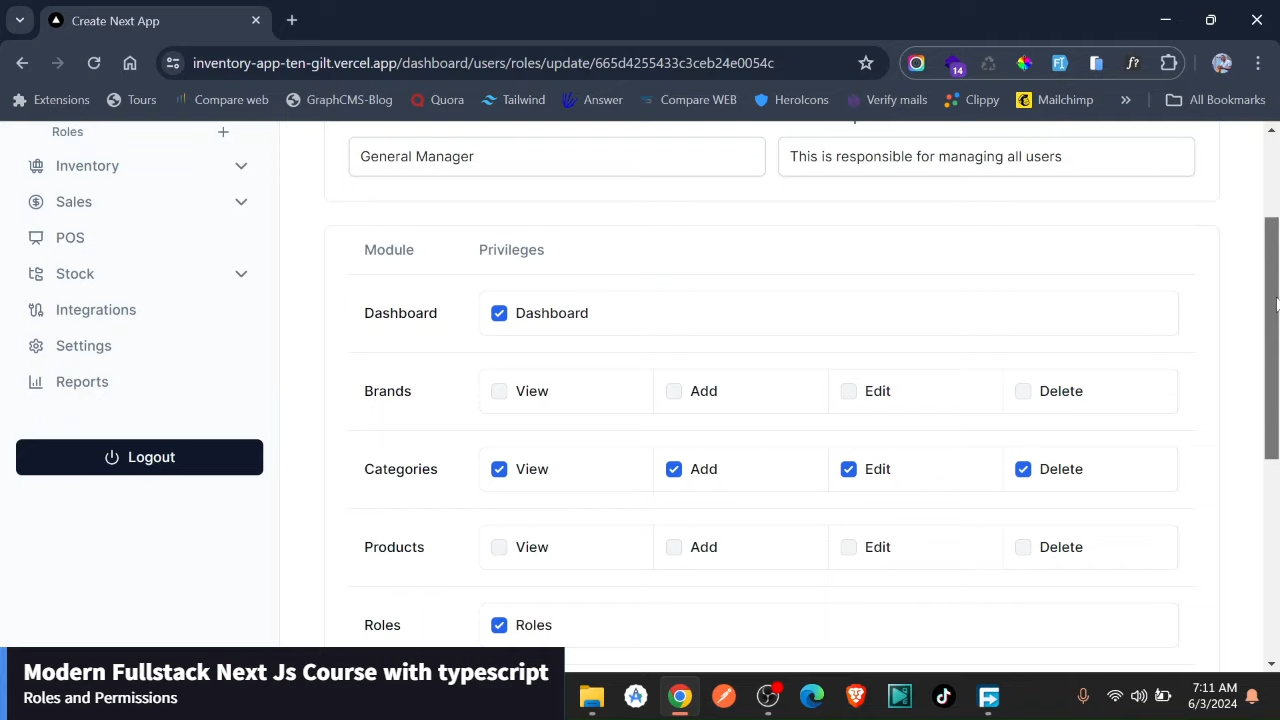 Create Next App
inventory-app-ten-gilt.vercel.app/dashboard/users/roles/update/665d4255433c3ceb24e0054c
14
Extensions
Tours
Compare web
GraphCMS-Blog
Quora
Tailwind
Answer
Compare WEB
HeroIcons
Verify mails
Clippy
Mailchimp
All Bookmarks
Roles
Inventory
Sales
POS
Stock
Integrations
Settings
Reports
Logout
General Manager
This is responsible for managing all users
Module Privileges
Dashboard Dashboard
Brands View Add Edit Delete
Categories View Add Edit Delete
Products View Add Edit Delete
Roles Roles
Modern Fullstack Next Js Course with typescript
Roles and Permissions
7:11 AM
6/3/2024